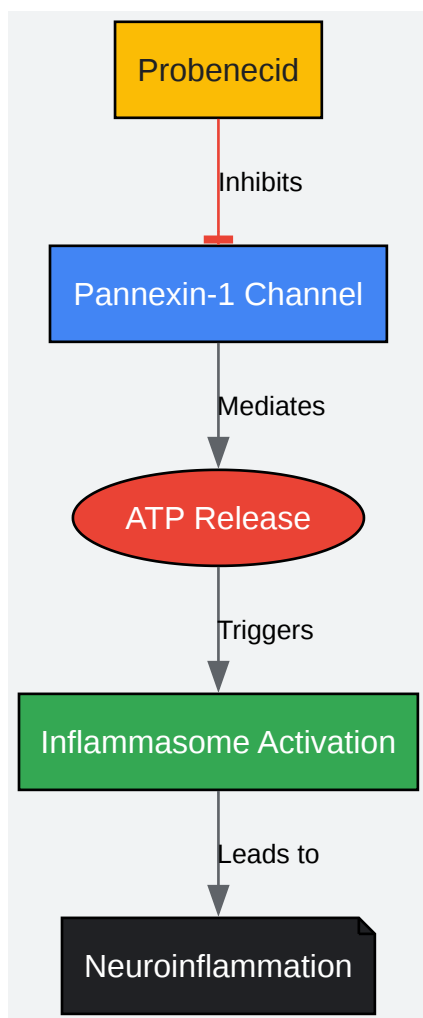 Probenecid
Inhibits
Pannexin-1 Channel
Mediates
ATP Release
Triggers
Inflammasome Activation
Leads to
Neuroinflammation